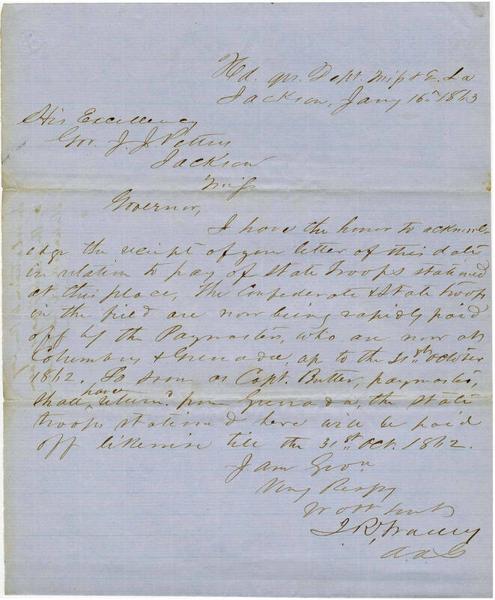 Hd. qrs. Dept. Miss & E. La
Jackson, Jany 16th 1863
His Excellency
Gov. J. J. Pettus
Jackson
Miss
Governor,
I have the honor to acknowl-
edge the receipt of your letter of this date
in relation to pay of State Troops stationed
at this place, The Confederate & State Troops
in the field are now being rapidly paid
off by the Paymasters, who are now at
Columbus & Grenada up to the 31st October
1862. So soon as Capt. Butler, paymaster,
shall have return'd from Grenada, the State
troops stationed here will be paid
off likewise till the 31st Oct. 1862.
I am Gov
Very Respy
Yr Obt Servt
J. R.
A A G